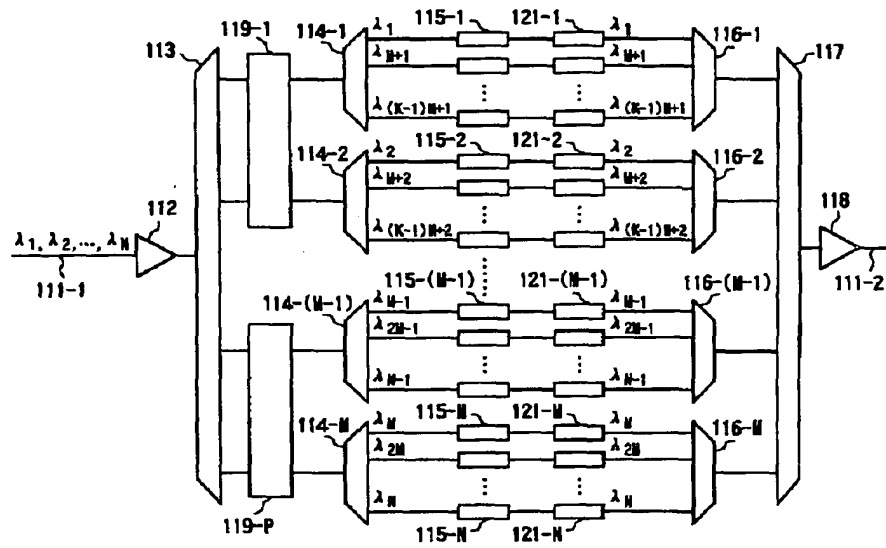 113
119-1
114-1
λ1
115-1
121-1
λ1
116-1
117
λM+1
λM+1
λ(K-1)M+1
λ(K-1)M+1
114-2
λ2
115-2
121-2
λ2
116-2
λM+2
λM+2
λ(K-1)M+2
λ(K-1)M+2
λ1, λ2,..., λN
112
118
111-1
111-2
114-(M-1)
λM-1
115-(M-1)
121-(M-1)
λM-1
116-(M-1)
λ2M-1
λ2M-1
λN-1
λN-1
114-M
λM
115-M
121-M
λM
116-M
λ2M
λ2M
λN
λN
119-P
115-N
121-N